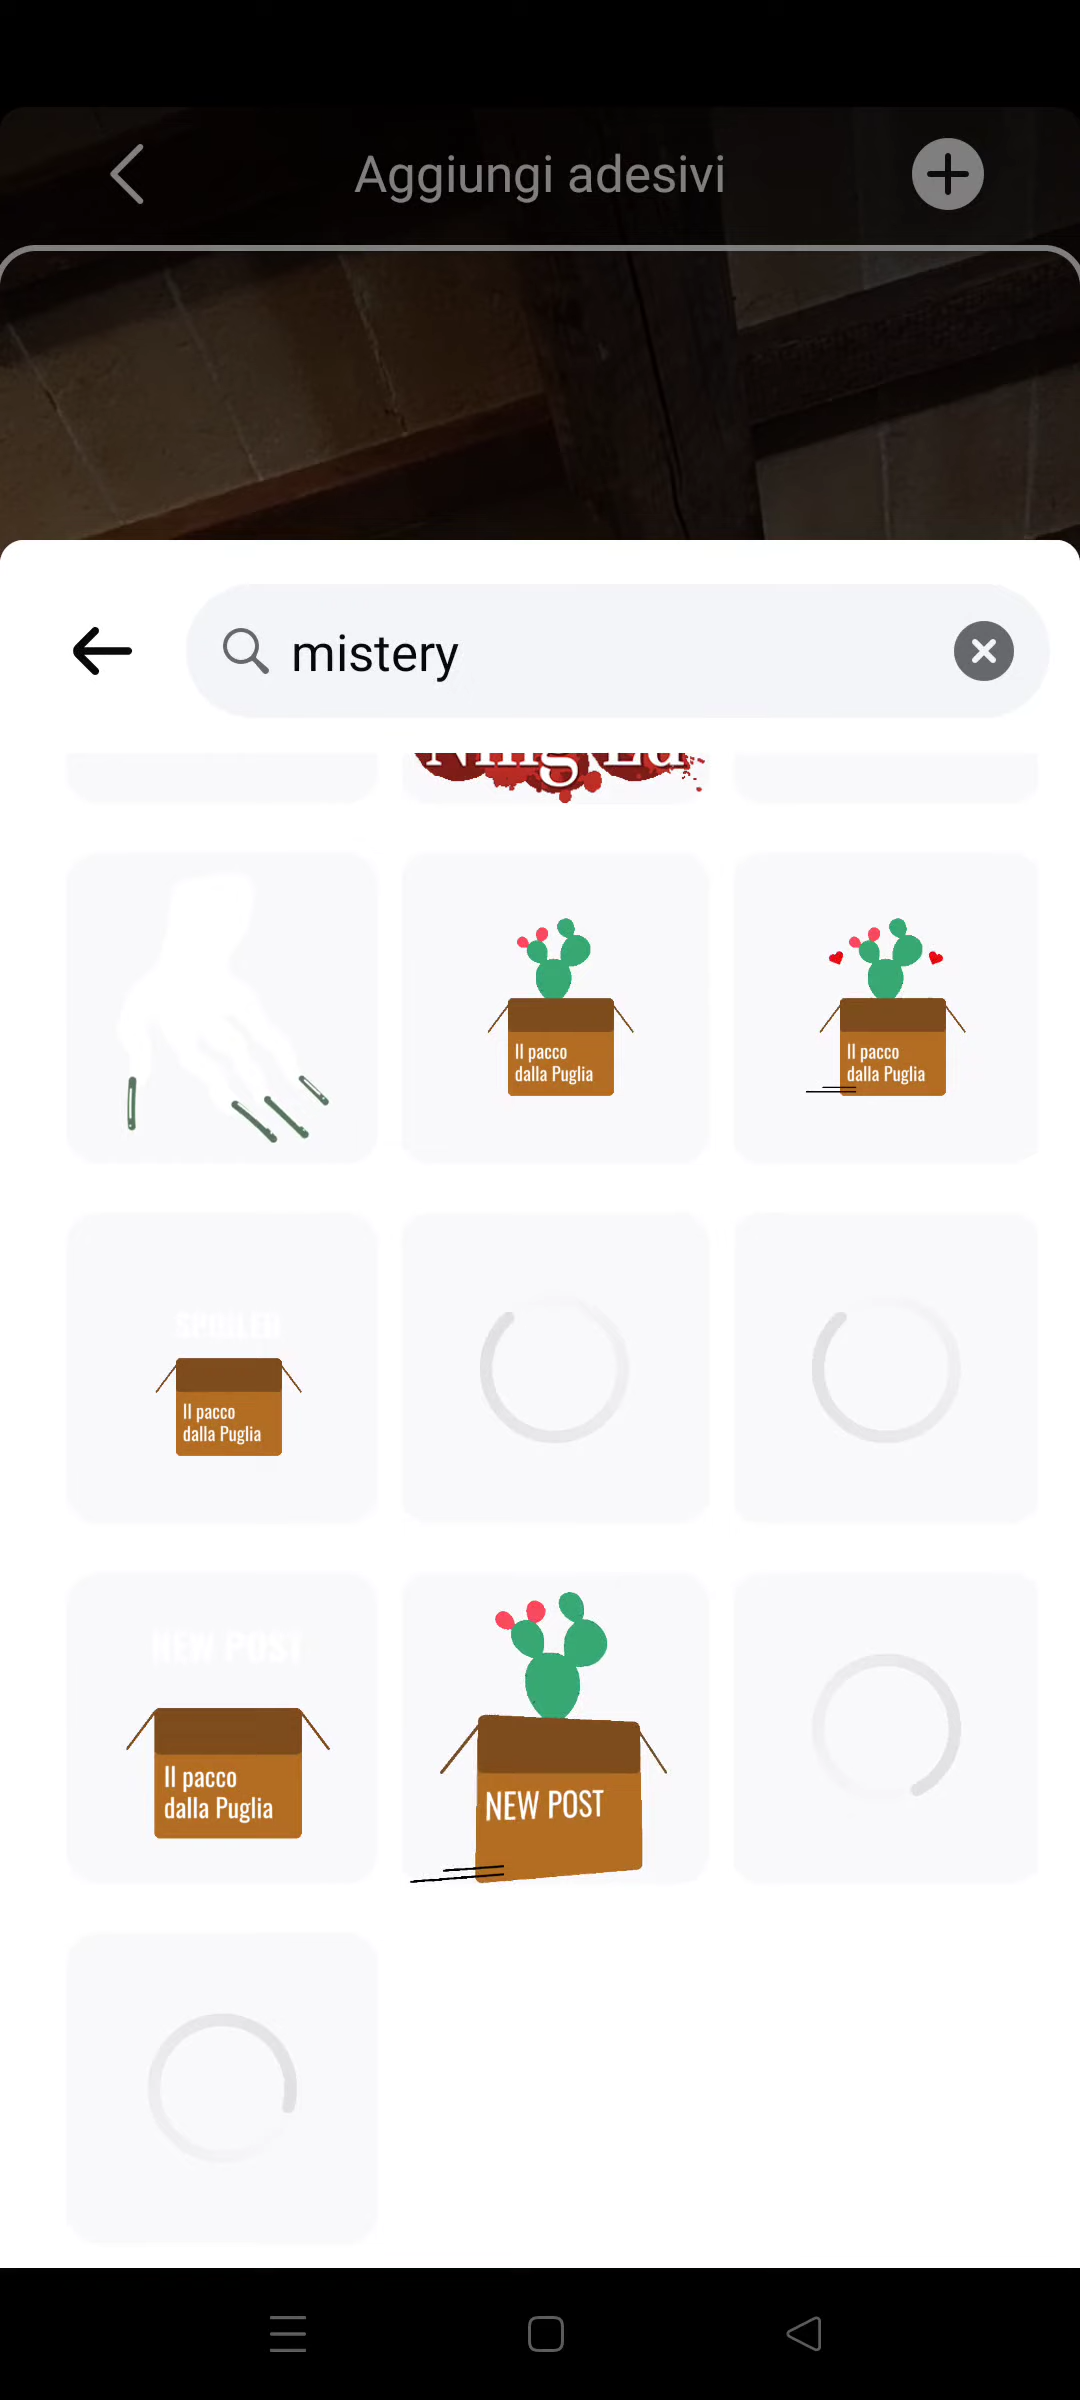 Aggiungi adesivi
mistery
Il pacco
dalla Puglia
Il pacco
dalla Puglia
SPOILER
Il pacco
dalla Puglia
NEW POST
Il pacco
dalla Puglia
NEW POST